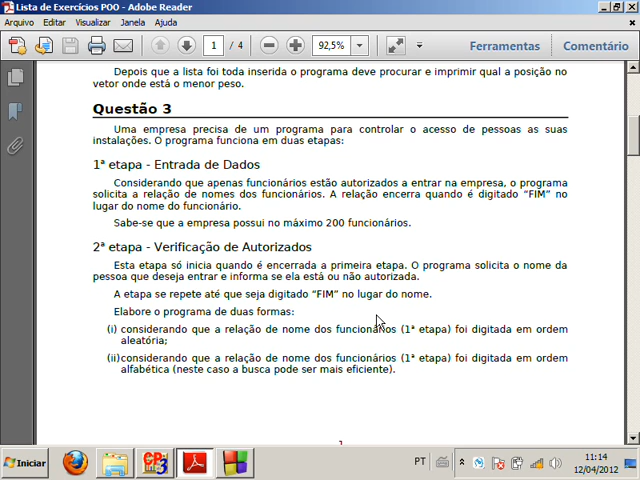 Lista de Exercícios POO - Adobe Reader
Arquivo Editar Visualizar Janela Ajuda
1 / 4 92,5% Ferramentas Comentário
Depois que a lista foi toda inserida o programa deve procurar e imprimir qual a posição no
vetor onde está o menor peso.
Questão 3
Uma empresa precisa de um programa para controlar o acesso de pessoas as suas
instalações. O programa funciona em duas etapas:
1ª etapa - Entrada de Dados
Considerando que apenas funcionários estão autorizados a entrar na empresa, o programa
solicita a relação de nomes dos funcionários. A relação encerra quando é digitado “FIM” no
lugar do nome do funcionário.
Sabe-se que a empresa possui no máximo 200 funcionários.
2ª etapa - Verificação de Autorizados
Esta etapa só inicia quando é encerrada a primeira etapa. O programa solicita o nome da
pessoa que deseja entrar e informa se ela está ou não autorizada.
A etapa se repete até que seja digitado “FIM” no lugar do nome.
Elabore o programa de duas formas:
(i) considerando que a relação de nome dos funcionários (1ª etapa) foi digitada em ordem
aleatória;
(ii)considerando que a relação de nome dos funcionários (1ª etapa) foi digitada em ordem
alfabética (neste caso a busca pode ser mais eficiente).
Iniciar PT 11:14
12/04/2012